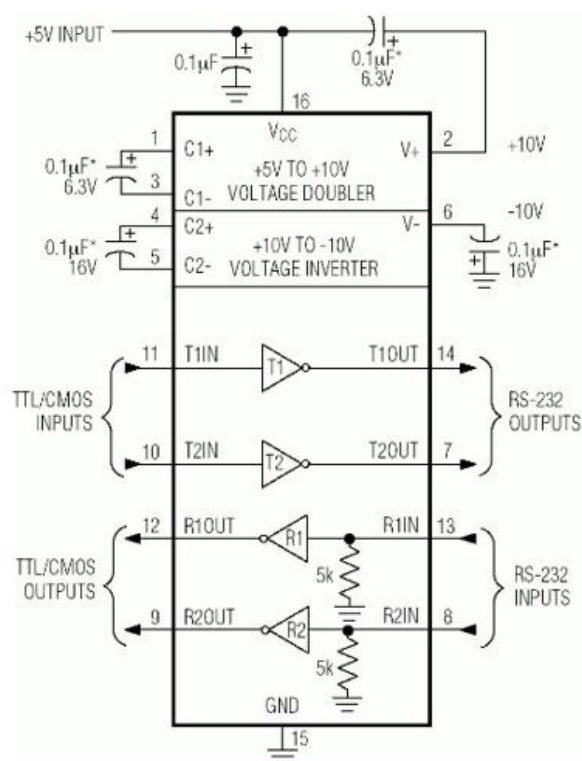 +5V INPUT
0.1µF
0.1µF*
6.3V
16
VCC
1
C1+
+5V TO +10V
VOLTAGE DOUBLER
V+
2
+10V
0.1µF*
6.3V
3
C1-
4
C2+
+10V TO -10V
VOLTAGE INVERTER
V-
6
-10V
0.1µF*
16V
5
C2-
0.1µF*
16V
11
T1IN
T1
T1OUT
14
TTL/CMOS
INPUTS
RS-232
OUTPUTS
10
T2IN
T2
T2OUT
7
12
R1OUT
R1
R1IN
13
5k
TTL/CMOS
OUTPUTS
RS-232
INPUTS
9
R2OUT
R2
R2IN
8
5k
GND
15